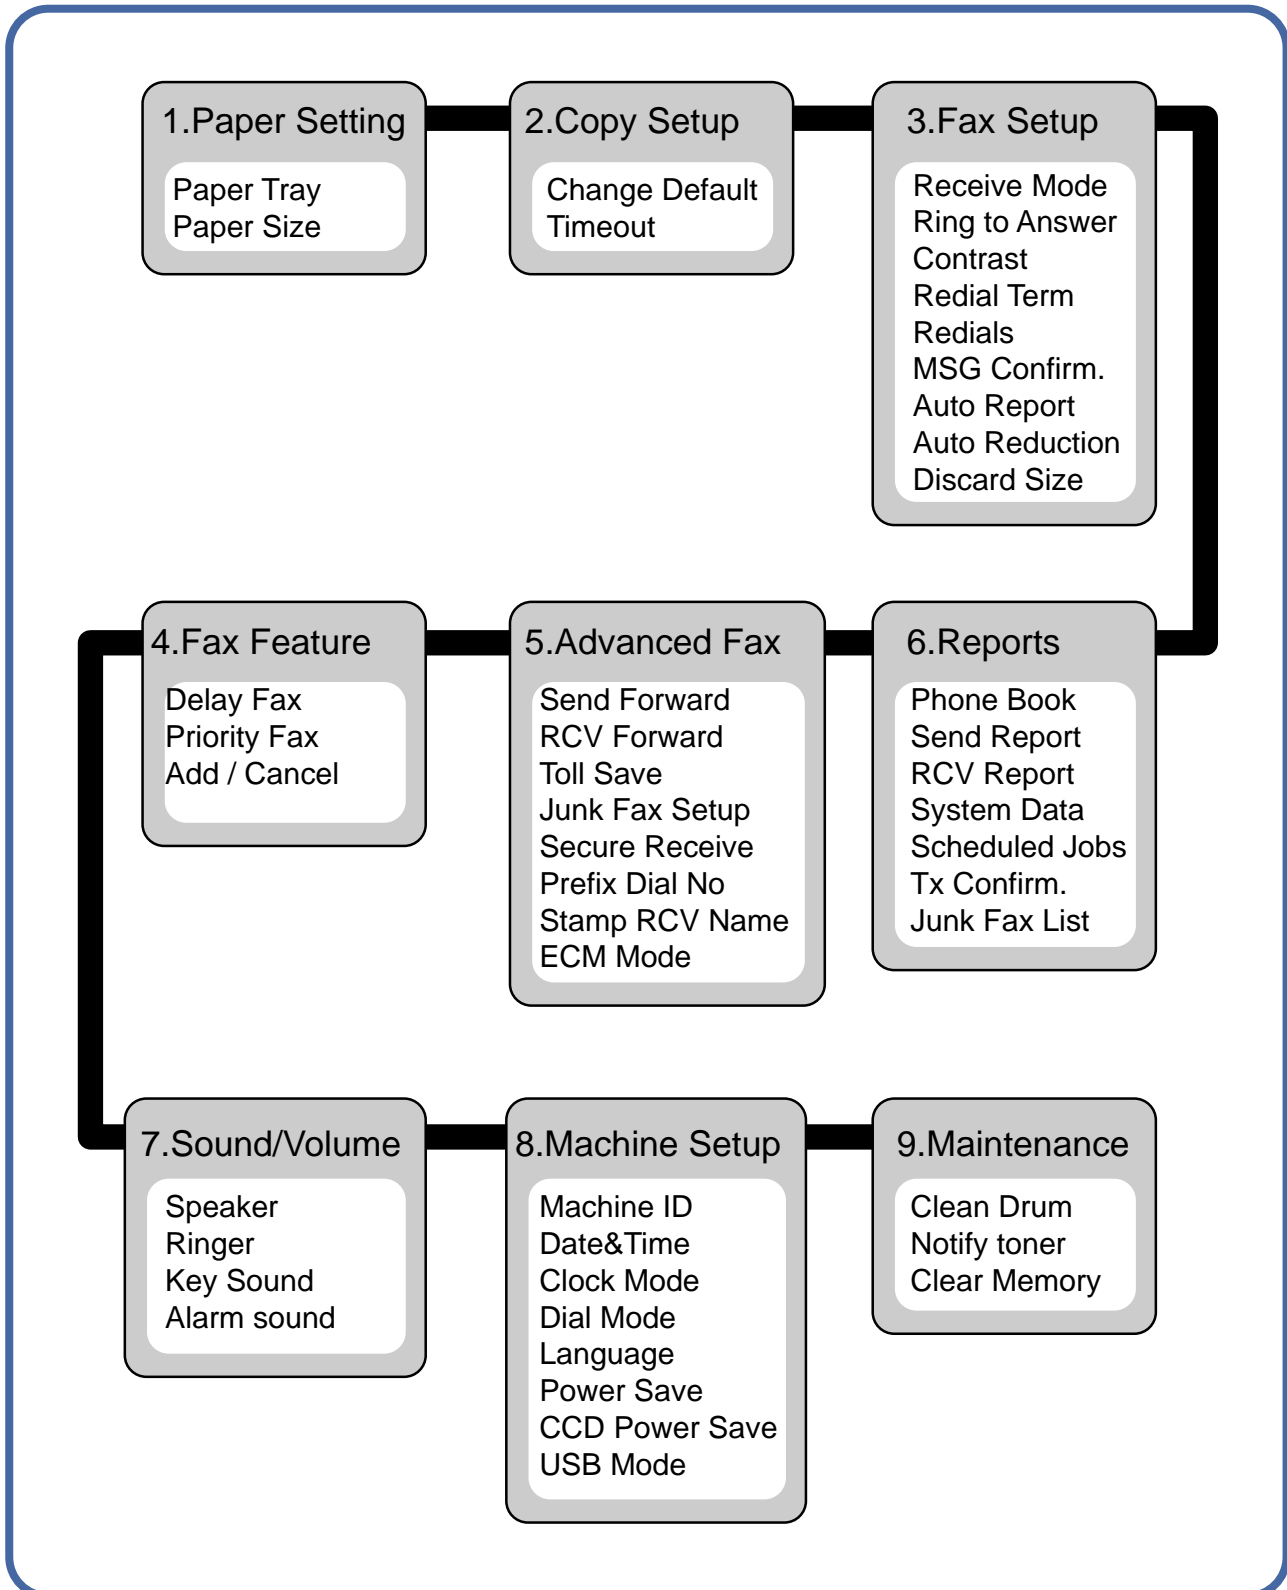 1.Paper Setting
Paper Tray
Paper Size
2.Copy Setup
Change Default
Timeout
3.Fax Setup
Receive Mode
Ring to Answer
Contrast
Redial Term
Redials
MSG Confirm.
Auto Report
Auto Reduction
Discard Size
4.Fax Feature
Delay Fax
Priority Fax
Add / Cancel
5.Advanced Fax
Send Forward
RCV Forward
Toll Save
Junk Fax Setup
Secure Receive
Prefix Dial No
Stamp RCV Name
ECM Mode
6.Reports
Phone Book
Send Report
RCV Report
System Data
Scheduled Jobs
Tx Confirm.
Junk Fax List
7.Sound/Volume
Speaker
Ringer
Key Sound
Alarm sound
8.Machine Setup
Machine ID
Date&Time
Clock Mode
Dial Mode
Language
Power Save
CCD Power Save
USB Mode
9.Maintenance
Clean Drum
Notify toner
Clear Memory